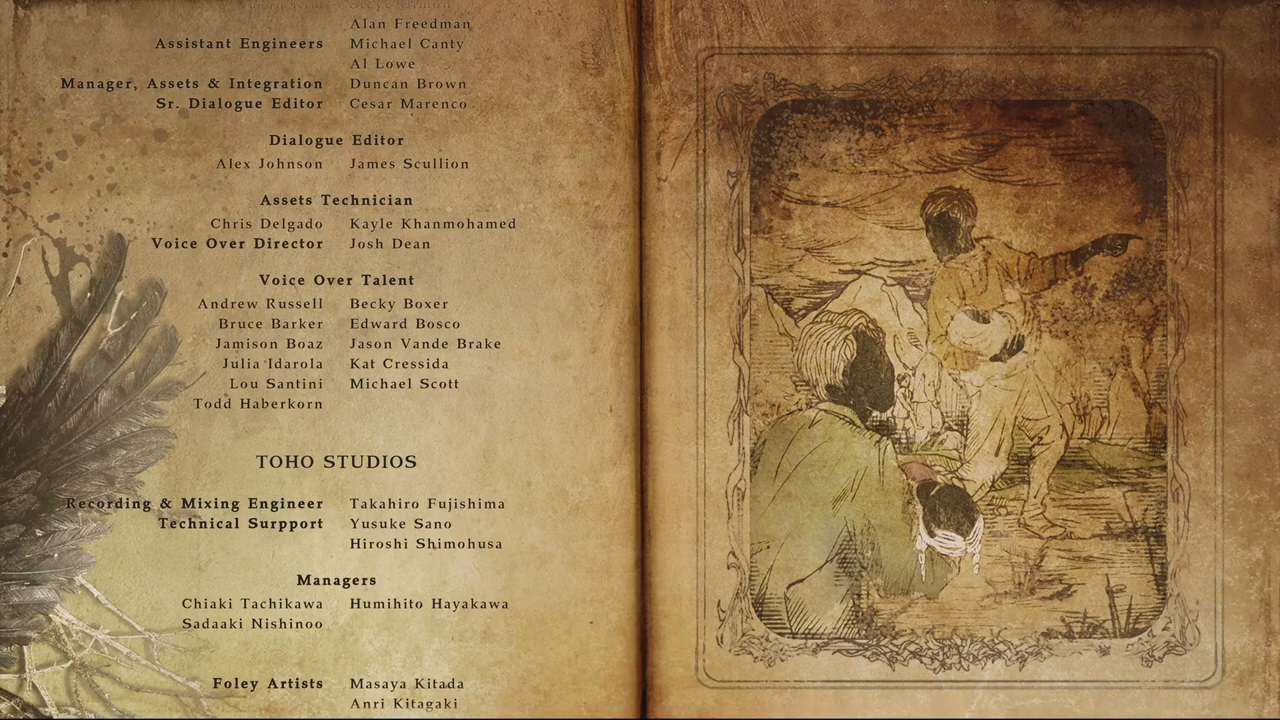 Alan Freedman
Assistant Engineers Michael Canty
Al Lowe
Manager, Assets & Integration Duncan Brown
Sr. Dialogue Editor Cesar Marenco
Dialogue Editor
Alex Johnson James Scullion
Assets Technician
Chris Delgado Kayle Khanmohamed
Voice Over Director Josh Dean
Voice Over Talent
Andrew Russell Becky Boxer
Bruce Barker Edward Bosco
Jamison Boaz Jason Vande Brake
Julia Idarola Kat Cressida
Lou Santini Michael Scott
Todd Haberkorn
TOHO STUDIOS
Recording & Mixing Engineer Takahiro Fujishima
Technical Surpport Yusuke Sano
Hiroshi Shimohusa
Managers
Chiaki Tachikawa Humihito Hayakawa
Sadaaki Nishinoo
Foley Artists Masaya Kitada
Anri Kitagaki